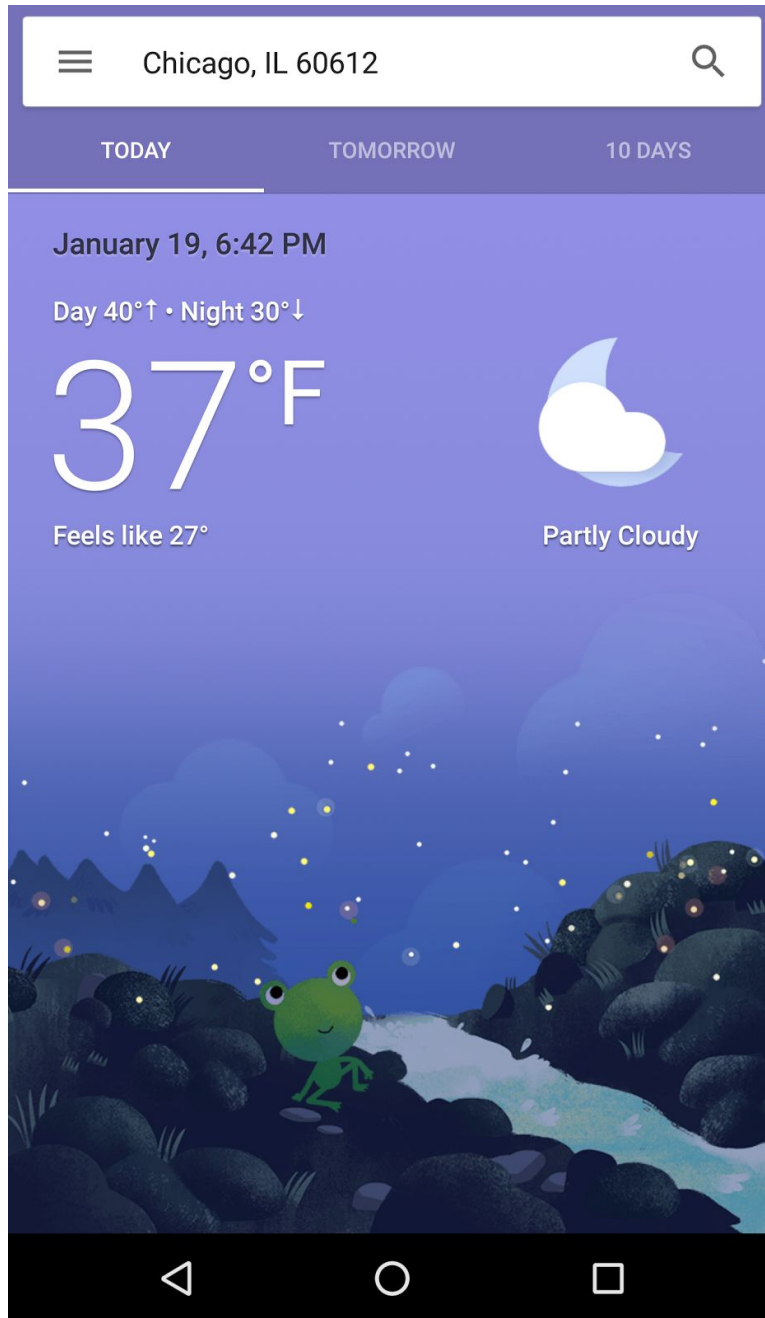 Chicago, IL 60612
TODAY TOMORROW 10 DAYS
January 19, 6:42 PM
Day 40°↑ • Night 30°↓
37°F
Feels like 27° Partly Cloudy